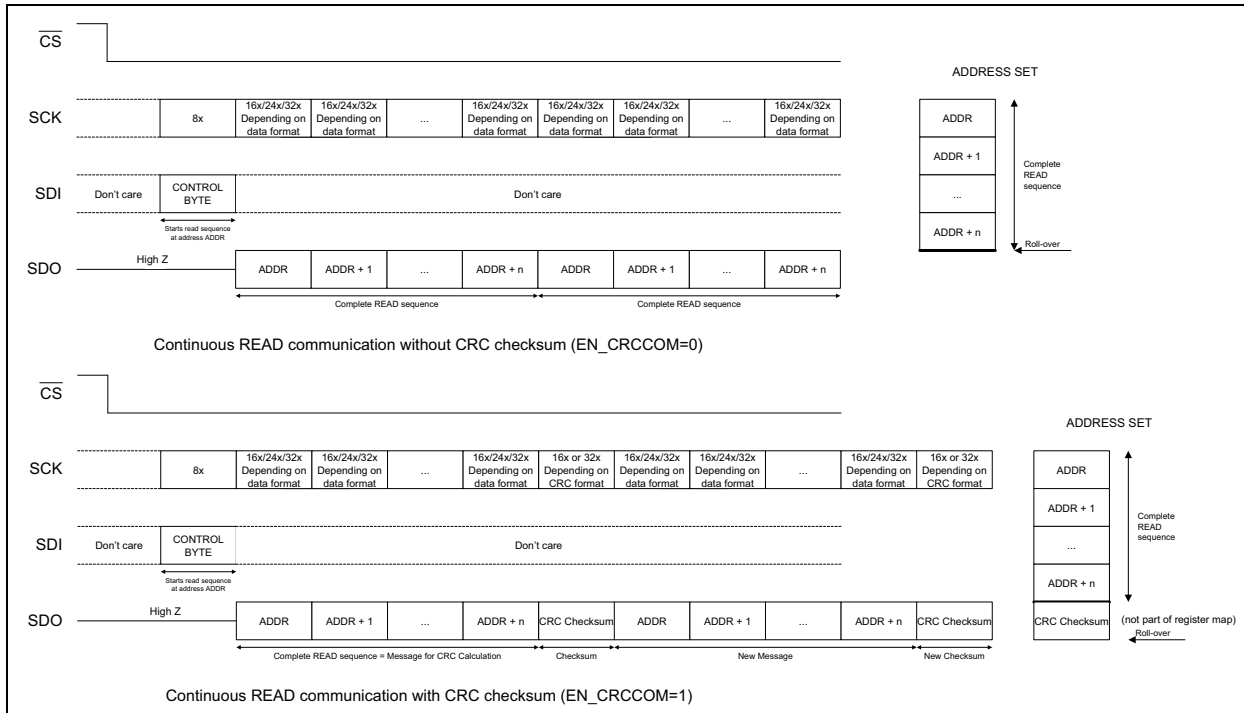 CS
SCK
8x
16x/24x/32x
Depending on
data format
16x/24x/32x
Depending on
data format
...
16x/24x/32x
Depending on
data format
16x/24x/32x
Depending on
data format
16x/24x/32x
Depending on
data format
...
16x/24x/32x
Depending on
data format
SDI
Don't care
CONTROL
BYTE
Don't care
Starts read sequence
at address ADDR
SDO
High Z
ADDR
ADDR + 1
...
ADDR + n
ADDR
ADDR + 1
...
ADDR + n
Complete READ sequence
Complete READ sequence
ADDRESS SET
ADDR
ADDR + 1
...
ADDR + n
Complete
READ
sequence
Roll-over
Continuous READ communication without CRC checksum (EN_CRCCOM=0)
CS
SCK
8x
16x/24x/32x
Depending on
data format
16x/24x/32x
Depending on
data format
...
16x/24x/32x
Depending on
data format
16x or 32x
Depending on
CRC format
16x/24x/32x
Depending on
data format
16x/24x/32x
Depending on
data format
...
16x/24x/32x
Depending on
data format
16x or 32x
Depending on
CRC format
SDI
Don't care
CONTROL
BYTE
Don't care
Starts read sequence
at address ADDR
SDO
High Z
ADDR
ADDR + 1
...
ADDR + n
CRC Checksum
ADDR
ADDR + 1
...
ADDR + n
CRC Checksum
Complete READ sequence = Message for CRC Calculation
Checksum
New Message
New Checksum
ADDRESS SET
ADDR
ADDR + 1
...
ADDR + n
CRC Checksum
Complete
READ
sequence
(not part of register map)
Roll-over
Continuous READ communication with CRC checksum (EN_CRCCOM=1)